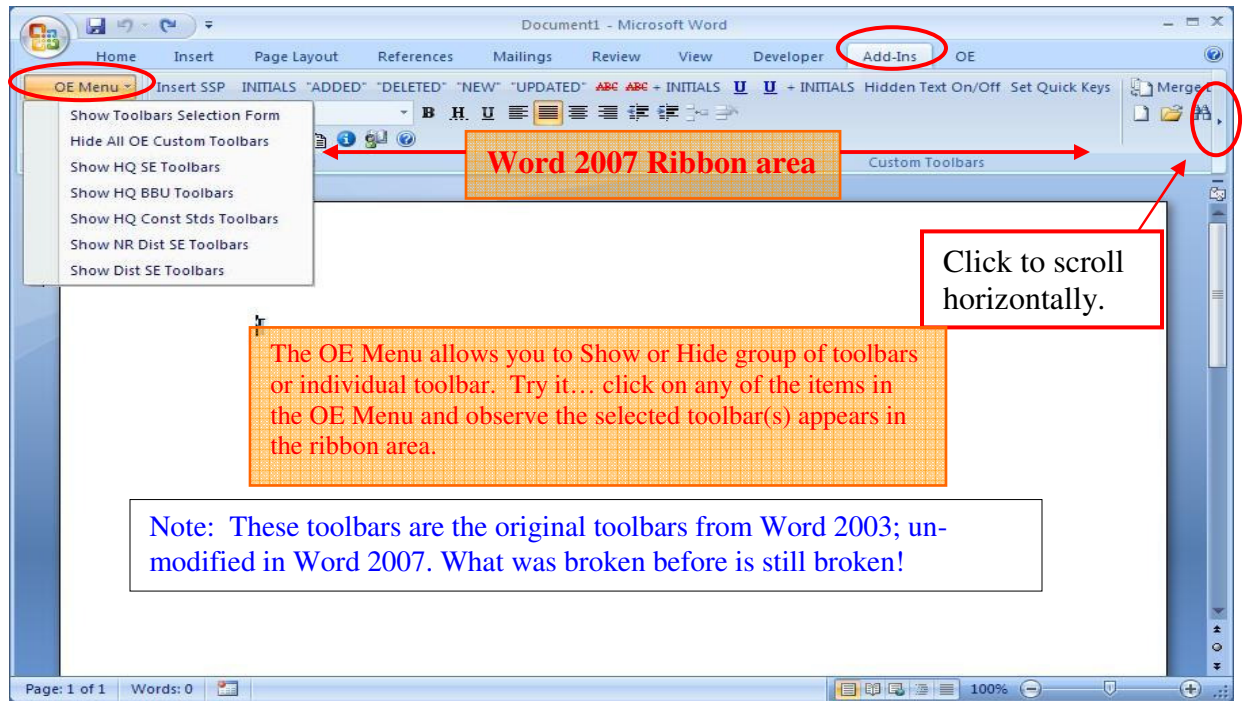 Document1 - Microsoft Word
Home Insert Page Layout References Mailings Review View Developer Add-Ins OE
OE Menu Insert SSP INITIALS "ADDED" "DELETED" "NEW" "UPDATED" ABC ABC + INITIALS U U + INITIALS Hidden Text On/Off Set Quick Keys
Show Toolbars Selection Form
Hide All OE Custom Toolbars
Show HQ SE Toolbars
Show HQ BBU Toolbars
Show HQ Const Stds Toolbars
Show NR Dist SE Toolbars
Show Dist SE Toolbars
B H U
Word 2007 Ribbon area
Custom Toolbars
Click to scroll
horizontally.
The OE Menu allows you to Show or Hide group of toolbars
or individual toolbar. Try it… click on any of the items in
the OE Menu and observe the selected toolbar(s) appears in
the ribbon area.
Note: These toolbars are the original toolbars from Word 2003; un-
modified in Word 2007. What was broken before is still broken!
Page: 1 of 1 Words: 0 100%